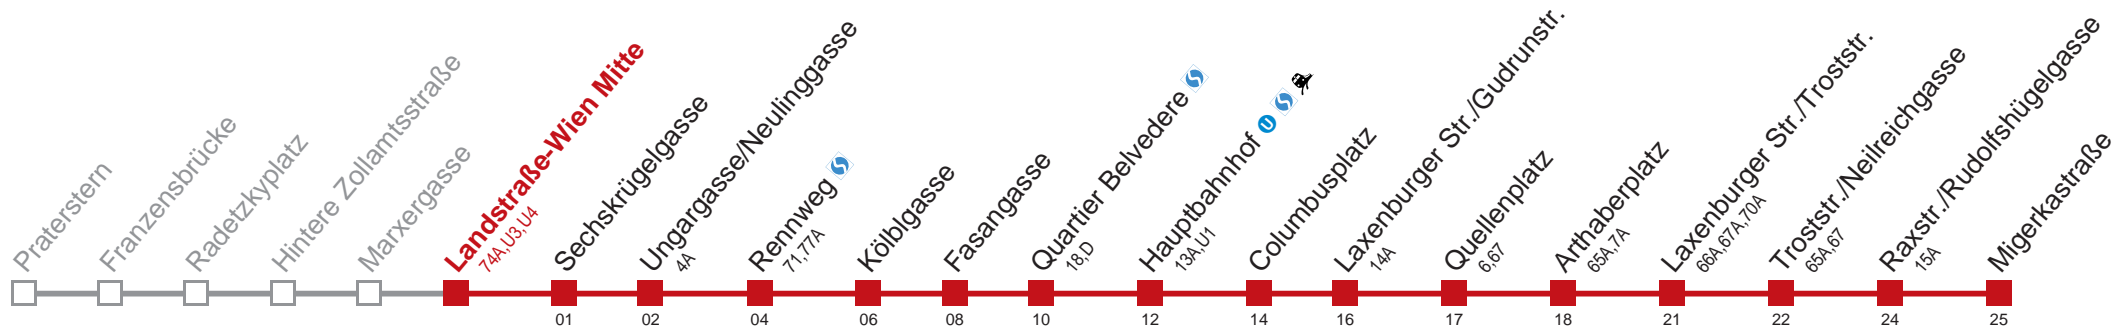 Praterstern
Franzensbrücke
Radetzkyplatz
Hintere Zollamtsstraße
Marxergasse
Landstraße-Wien Mitte
74A,U3,U4
Sechskrügelgasse
Ungargasse/Neulinggasse
4A
Rennweg
71,77A
Kölblgasse
Fasangasse
Quartier Belvedere
18,D
Hauptbahnhof U
13A,U1
Columbusplatz
Laxenburger Str./Gudrunstr.
14A
Quellenplatz
6,67
Arthaberplatz
65A,7A
Laxenburger Str./Troststr.
66A,67A,70A
Troststr./Neilreichgasse
65A,67
Raxstr./Rudolfshügelgasse
15A
Migerkastraße
01 02 04 06 08 10 12 14 16 17 18 21 22 24 25